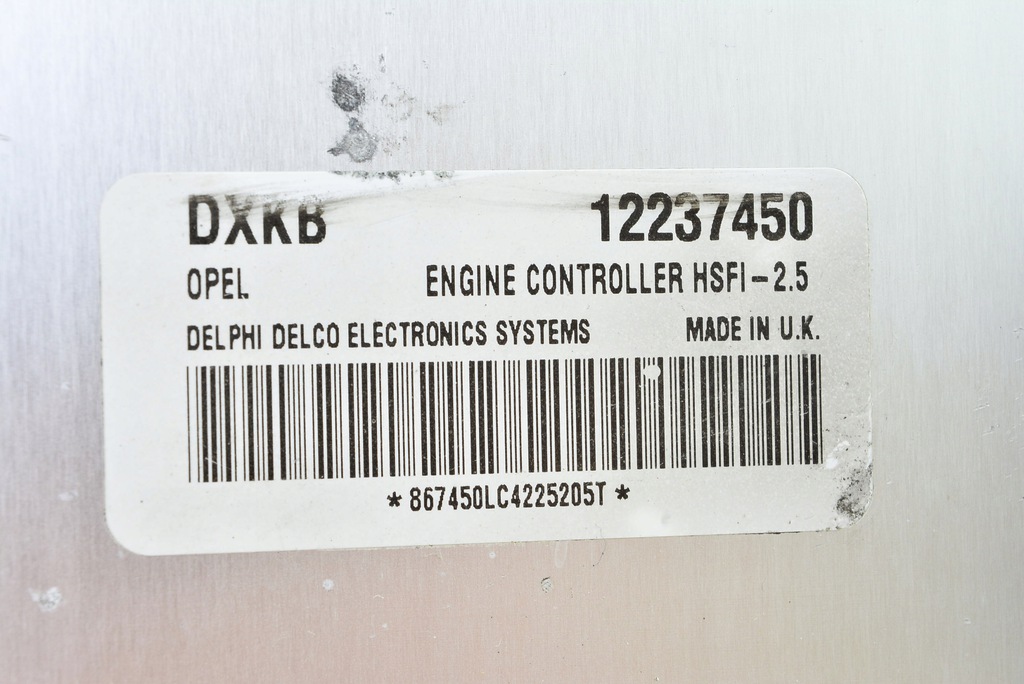 DXKB 12237450
OPEL ENGINE CONTROLLER HSFI-2.5
DELPHI DELCO ELECTRONICS SYSTEMS MADE IN U.K.
*867450LC4225205T*